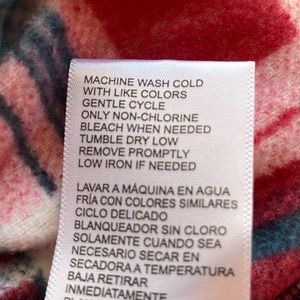 MACHINE WASH COLD
WITH LIKE COLORS
GENTLE CYCLE
ONLY NON-CHLORINE
BLEACH WHEN NEEDED
TUMBLE DRY LOW
REMOVE PROMPTLY
LOW IRON IF NEEDED
LAVAR A MÁQUINA EN AGUA
FRÍA CON COLORES SIMILARES
CICLO DELICADO
BLANQUEADOR SIN CLORO
SOLAMENTE CUANDO SEA
NECESARIO SECAR EN
SECADORA A TEMPERATURA
BAJA RETIRAR
INMEDIATAMENTE